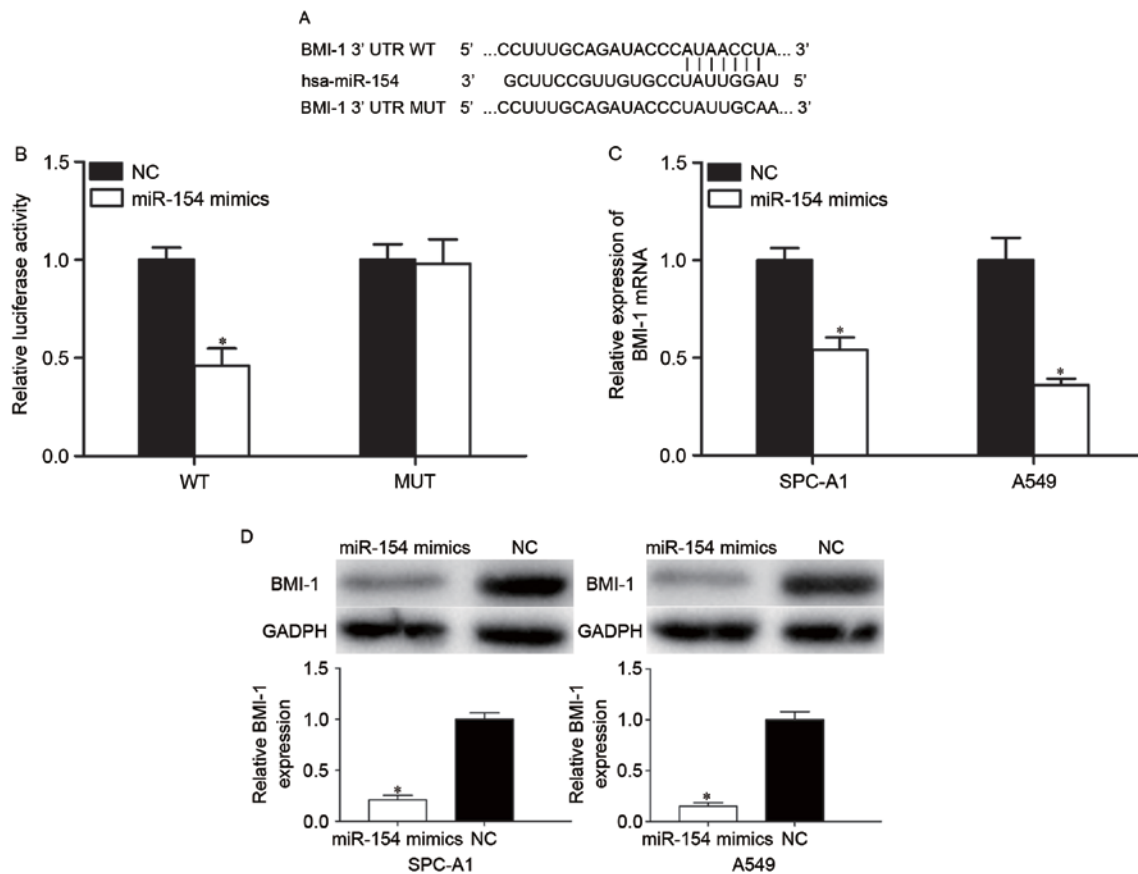 A
BMI-1 3' UTR WT 5' ...CCUUUGCAGAUACCCAUAACCUA... 3'
hsa-miR-154 3' GCUUCCGUUGUGCCUAUUGGAU 5'
BMI-1 3' UTR MUT 5' ...CCUUUGCAGAUACCCUAUUGCAA... 3'
B
NC
miR-154 mimics
Relative luciferase activity
1.5
1.0
0.5
0.0
*
WT MUT
C
NC
miR-154 mimics
Relative expression of
BMI-1 mRNA
1.5
1.0
0.5
0.0
*
*
SPC-A1 A549
D
miR-154 mimics NC
BMI-1
GADPH
Relative BMI-1
expression
1.5
1.0
0.5
0.0
*
miR-154 mimics NC
SPC-A1
miR-154 mimics NC
BMI-1
GADPH
Relative BMI-1
expression
1.5
1.0
0.5
0.0
*
miR-154 mimics NC
A549